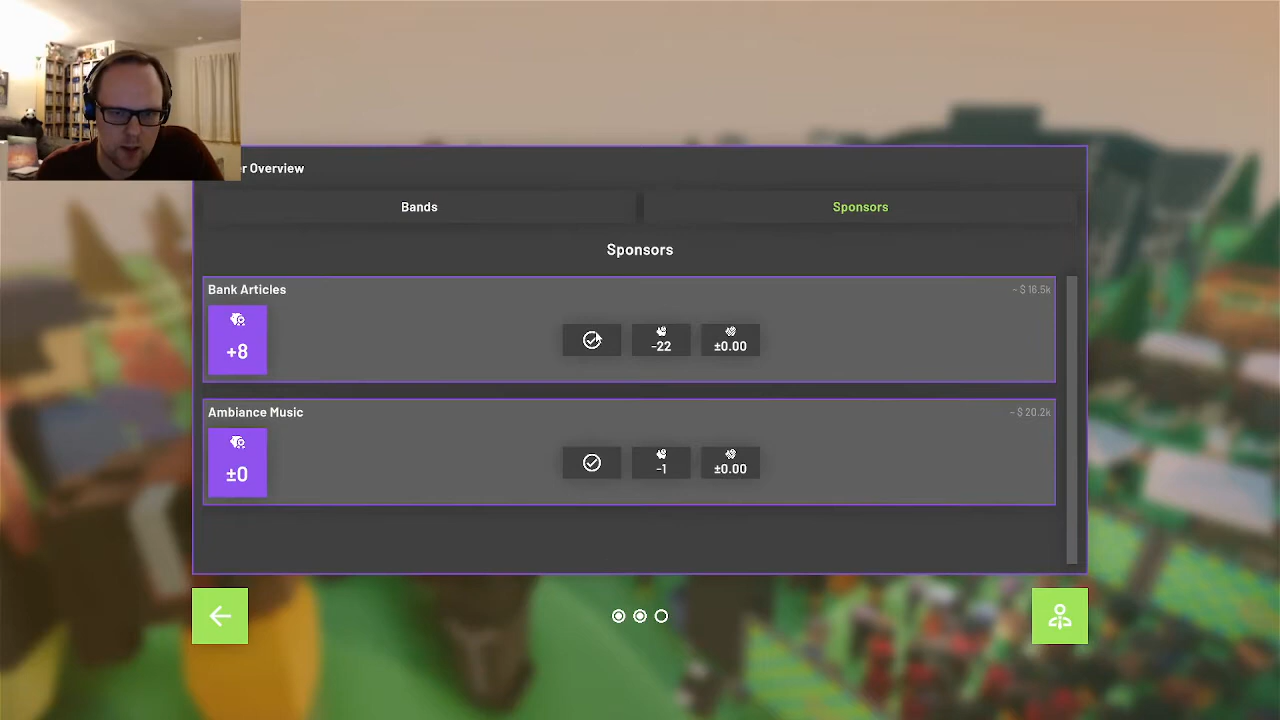 er Overview
Bands
Sponsors
Sponsors
Bank Articles
~ $ 16.5k
+8
-22
±0.00
Ambiance Music
~ $ 20.2k
±0
-1
±0.00